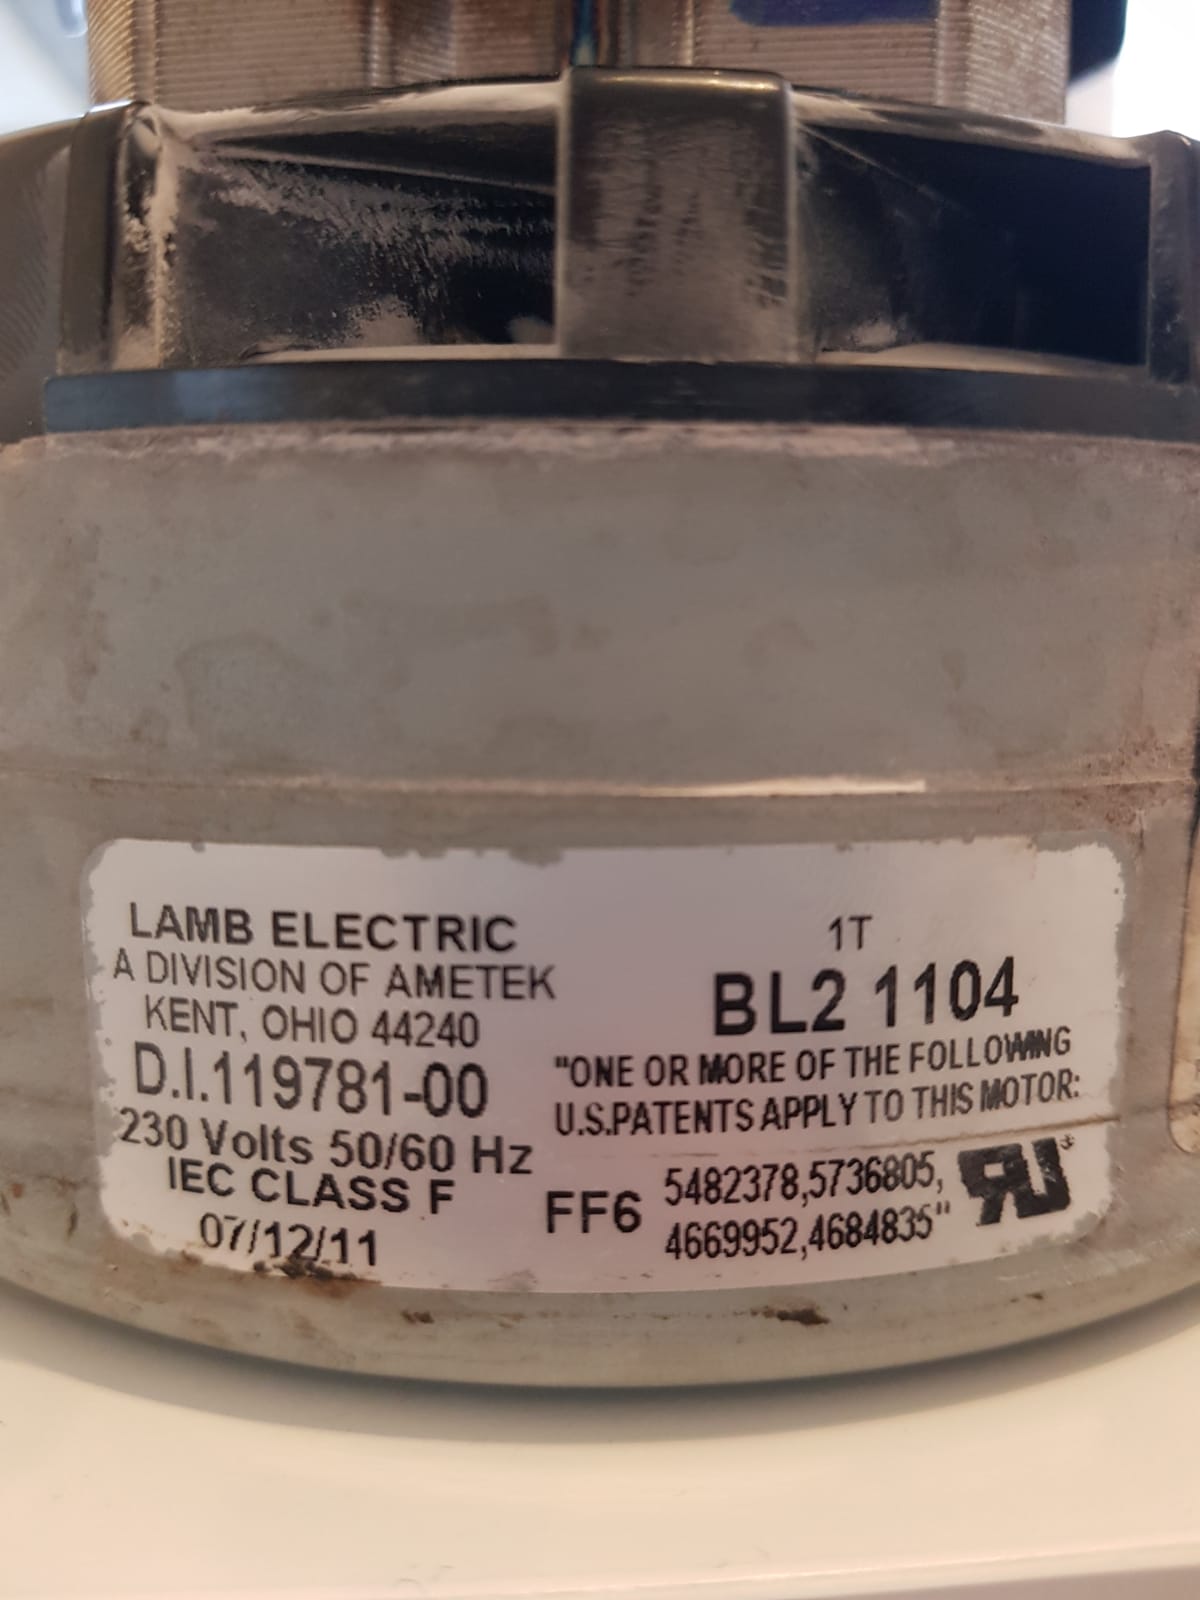 LAMB ELECTRIC
A DIVISION OF AMETEK
KENT, OHIO 44240
D.I.119781-00
230 Volts 50/60 Hz
IEC CLASS F
07/12/11
1T
BL2 1104
"ONE OR MORE OF THE FOLLOWING
U.S.PATENTS APPLY TO THIS MOTOR:
FF6
5482378,5736805,
4669952,4684835"
RU